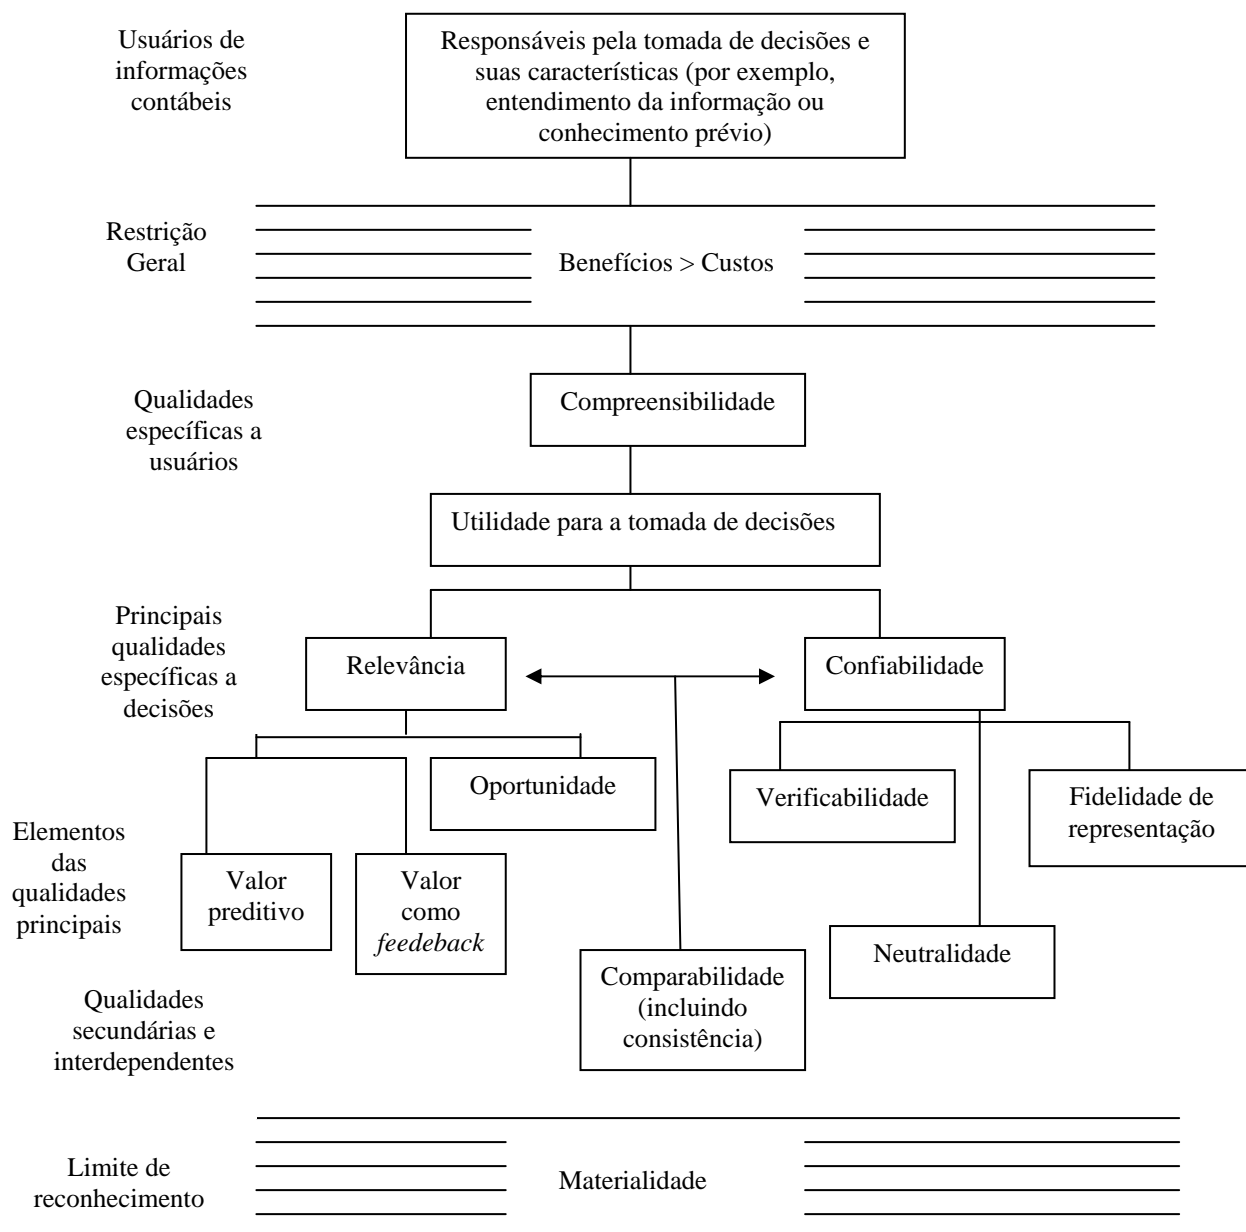 Usuários de
informações
contábeis
Responsáveis pela tomada de decisões e
suas características (por exemplo,
entendimento da informação ou
conhecimento prévio)
Restrição
Geral
Benefícios > Custos
Qualidades
específicas a
usuários
Compreensibilidade
Utilidade para a tomada de decisões
Principais
qualidades
específicas a
decisões
Relevância
Confiabilidade
Oportunidade
Verificabilidade
Fidelidade de
representação
Elementos
das
qualidades
principais
Valor
preditivo
Valor
como
feedeback
Neutralidade
Comparabilidade
(incluindo
consistência)
Qualidades
secundárias e
interdependentes
Limite de
reconhecimento
Materialidade